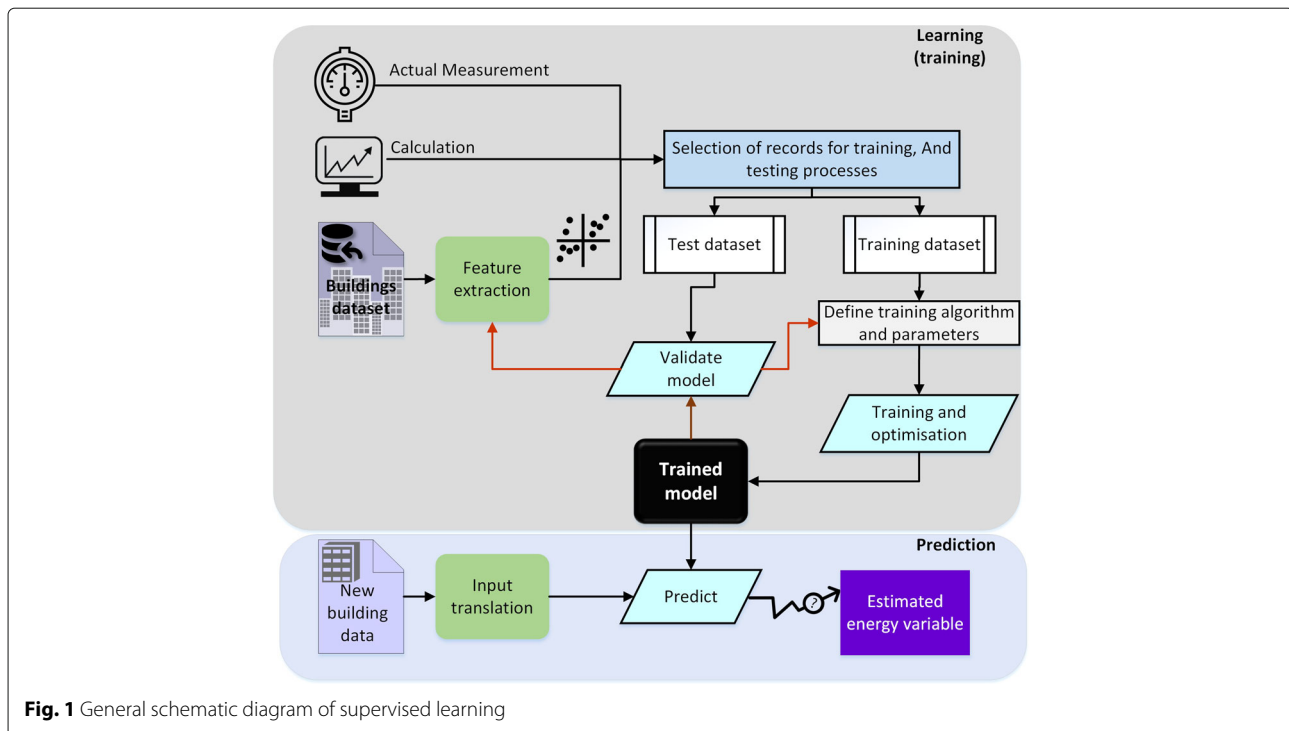 Learning
(training)
Actual Measurement
Calculation
Selection of records for training, And
testing processes
Test dataset
Training dataset
Buildings
dataset
Feature
extraction
Define training algorithm
and parameters
Validate
model
Training and
optimisation
Trained
model
Prediction
New
building
data
Input
translation
Predict
?
Estimated
energy variable
Fig. 1 General schematic diagram of supervised learning